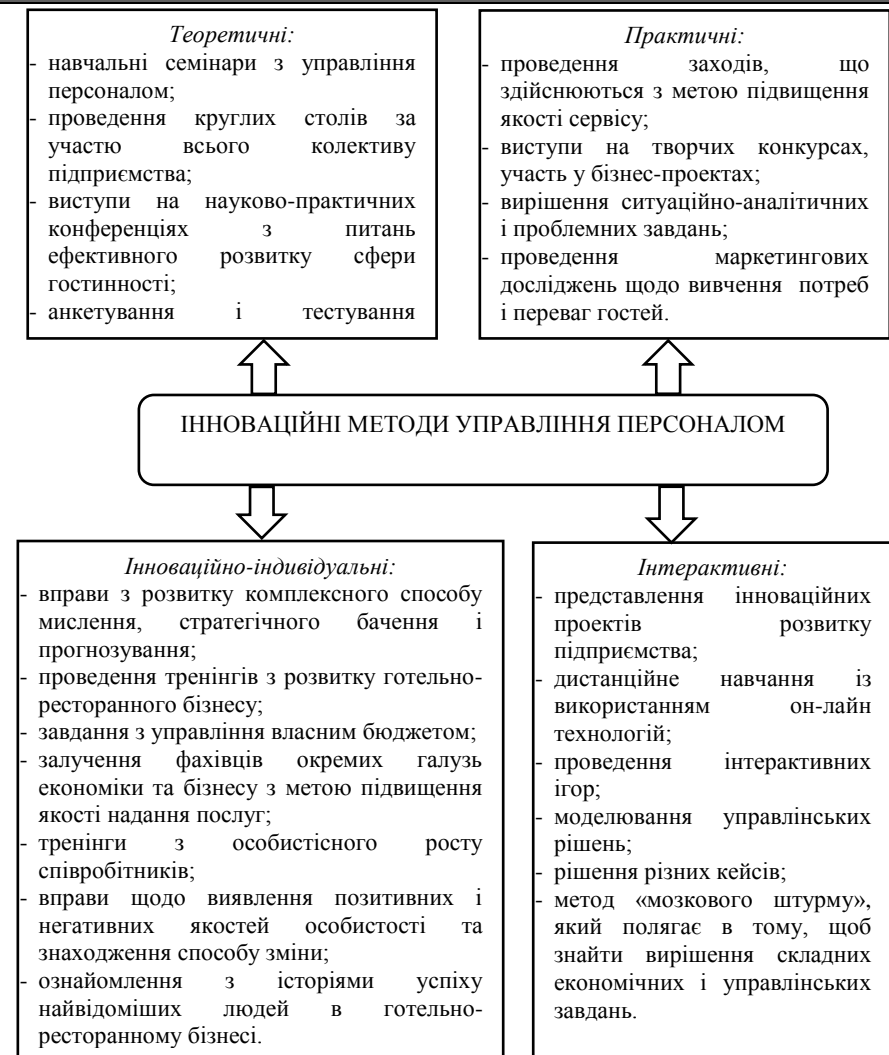 Теоретичні:
- навчальні семінари з управління
персоналом;
- проведення круглих столів за
участю всього колективу
підприємства;
- виступи на науково-практичних
конференціях з питань
ефективного розвитку сфери
гостинності;
- анкетування і тестування
Практичні:
- проведення заходів, що
здійснюються з метою підвищення
якості сервісу;
- виступи на творчих конкурсах,
участь у бізнес-проектах;
- вирішення ситуаційно-аналітичних
і проблемних завдань;
- проведення маркетингових
досліджень щодо вивчення потреб
і переваг гостей.
ІННОВАЦІЙНІ МЕТОДИ УПРАВЛІННЯ ПЕРСОНАЛОМ
Інноваційно-індивідуальні:
- вправи з розвитку комплексного способу
мислення, стратегічного бачення і
прогнозування;
- проведення тренінгів з розвитку готельно-
ресторанного бізнесу;
- завдання з управління власним бюджетом;
- залучення фахівців окремих галузь
економіки та бізнесу з метою підвищення
якості надання послуг;
- тренінги з особистісного росту
співробітників;
- вправи щодо виявлення позитивних і
негативних якостей особистості та
знаходження способу зміни;
- ознайомлення з історіями успіху
найвідоміших людей в готельно-
ресторанному бізнесі.
Інтерактивні:
- представлення інноваційних
проектів розвитку
підприємства;
- дистанційне навчання із
використанням он-лайн
технологій;
- проведення інтерактивних
ігор;
- моделювання управлінських
рішень;
- рішення різних кейсів;
- метод «мозкового штурму»,
який полягає в тому, щоб
знайти вирішення складних
економічних і управлінських
завдань.